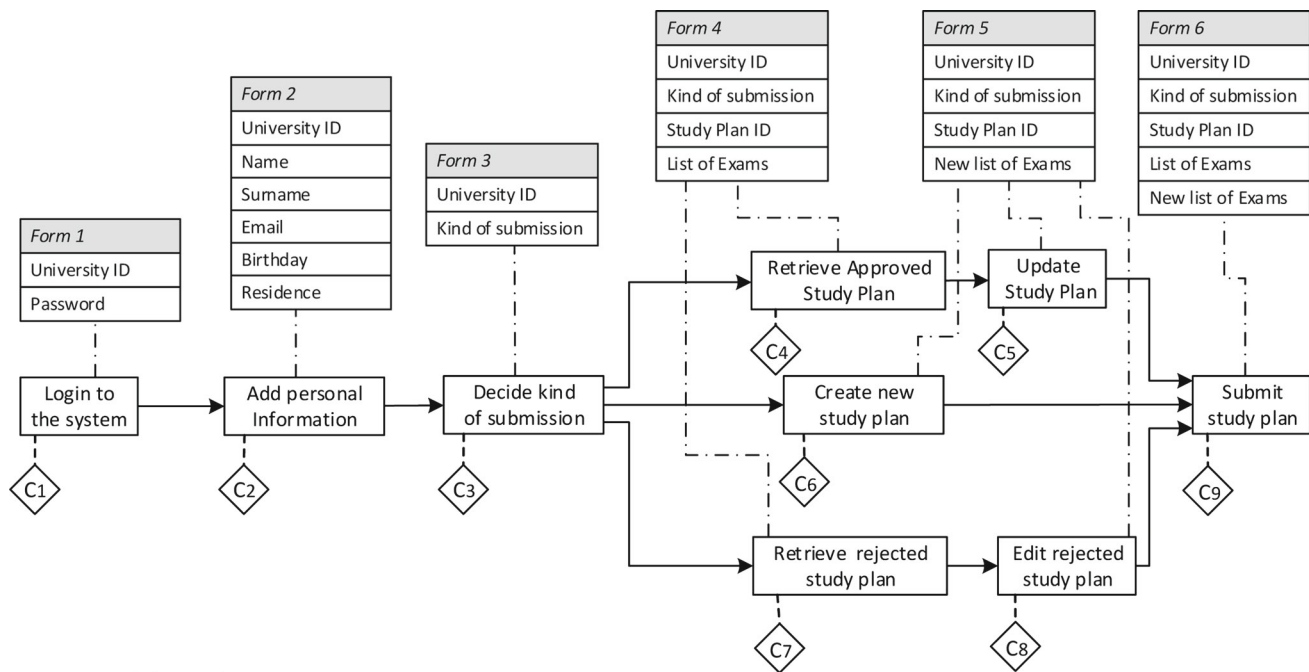 Form 1
University ID
Password
Form 2
University ID
Name
Surname
Email
Birthday
Residence
Form 3
University ID
Kind of submission
Form 4
University ID
Kind of submission
Study Plan ID
List of Exams
Form 5
University ID
Kind of submission
Study Plan ID
New list of Exams
Form 6
University ID
Kind of submission
Study Plan ID
List of Exams
New list of Exams
Login to
the system
C1
Add personal
Information
C2
Decide kind
of submission
C3
Retrieve Approved
Study Plan
C4
Update
Study Plan
C5
Create new
study plan
C6
Retrieve rejected
study plan
C7
Edit rejected
study plan
C8
Submit
study plan
C9